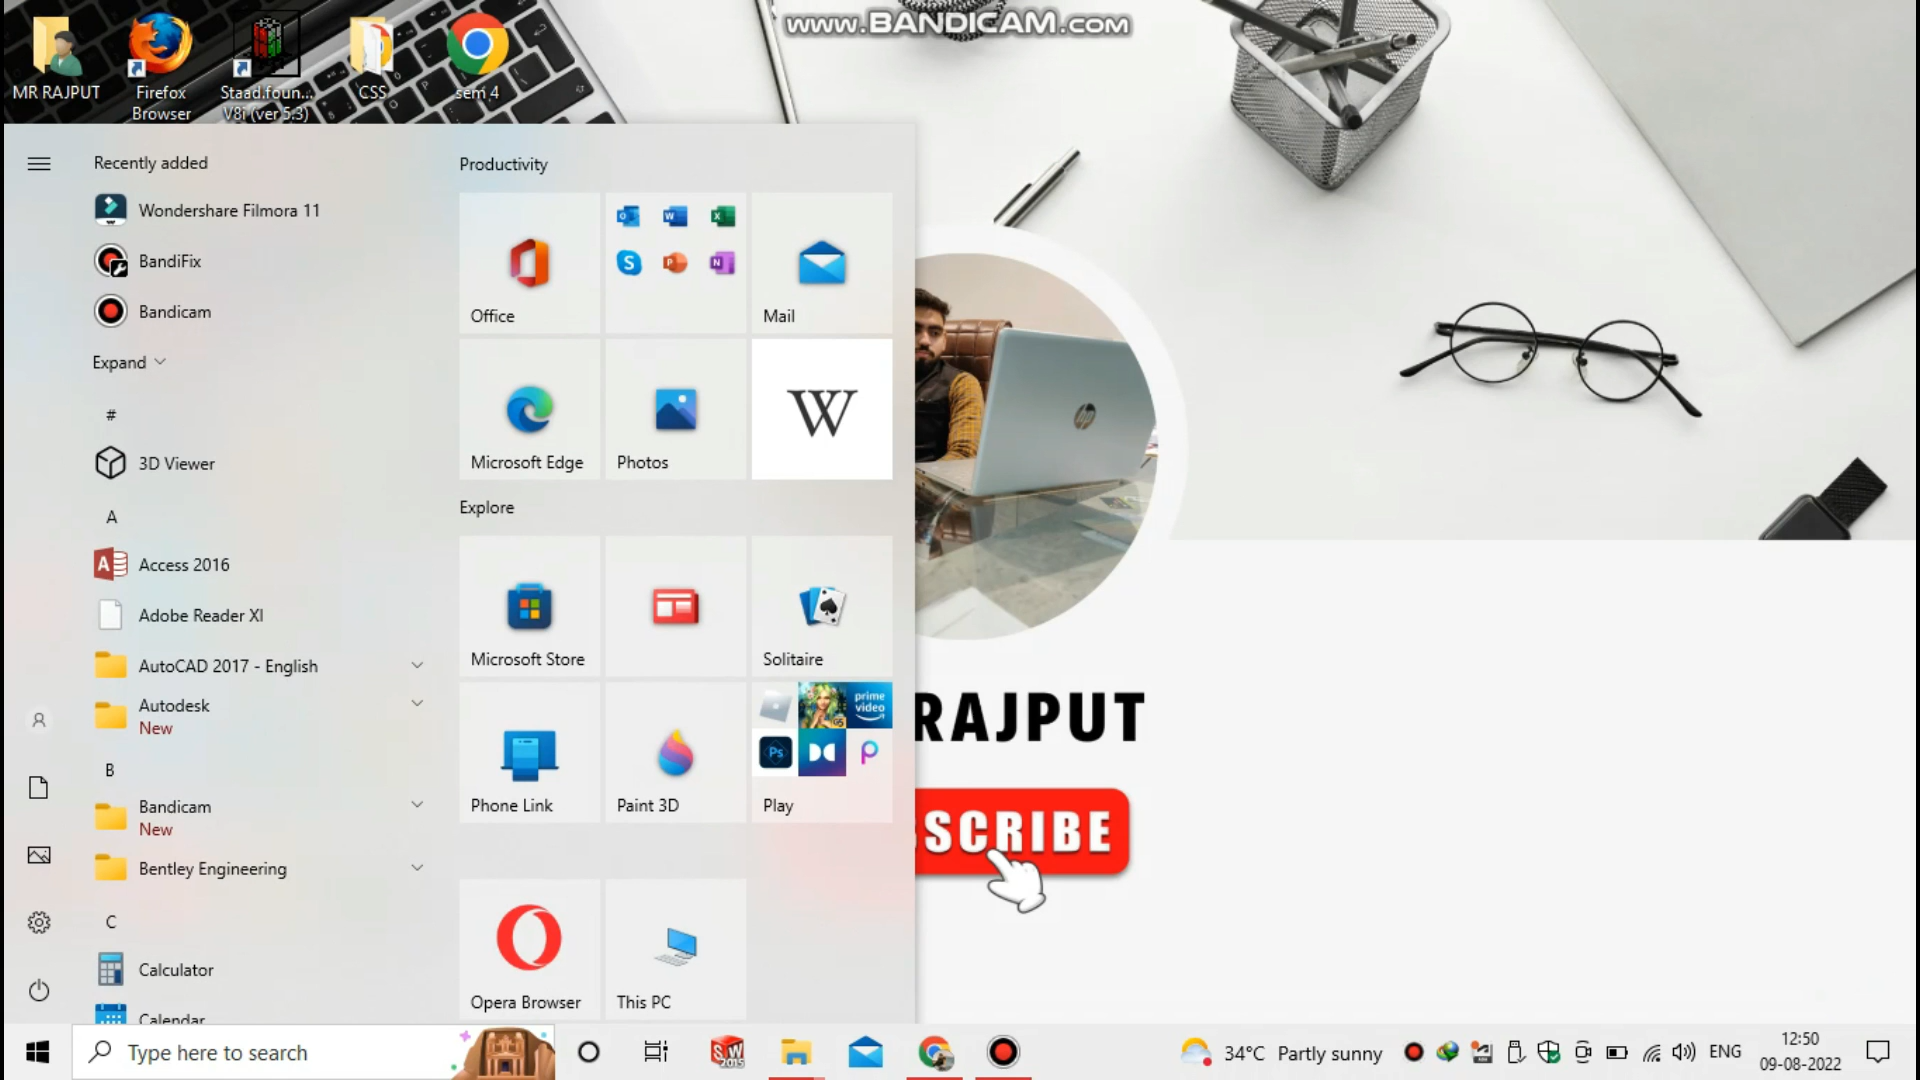 www.BANDICAM.com
MR RAJPUT
Firefox
Browser
Staad.foun...
V8i (ver 5.3)
CSS
sem 4
Recently added
Wondershare Filmora 11
BandiFix
Bandicam
Expand
#
3D Viewer
A
Access 2016
Adobe Reader XI
AutoCAD 2017 - English
Autodesk
New
B
Bandicam
New
Bentley Engineering
C
Calculator
Calendar
Productivity
Office
Mail
Microsoft Edge
Photos
W
Explore
Microsoft Store
Solitaire
Phone Link
Paint 3D
prime
video
Ps
Play
Opera Browser
This PC
hp
RAJPUT
SCRIBE
Type here to search
SW
2015
34°C Partly sunny
ENG
12:50
09-08-2022